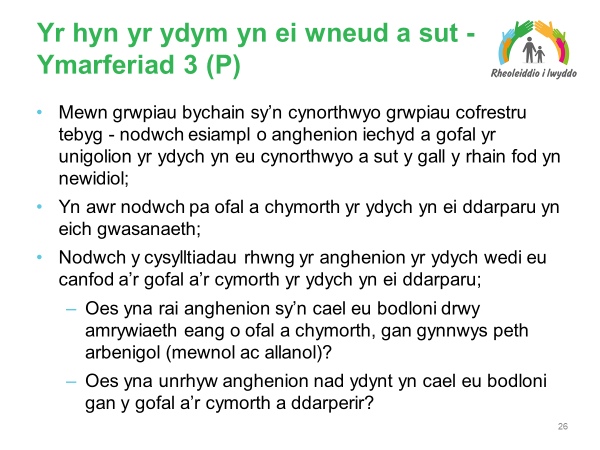 Yr hyn yr ydym yn ei wneud a sut -
Ymarferiad 3 (P)
Rheoleiddio i lwyddo
• Mewn grwpiau bychain sy’n cynorthwyo grwpiau cofrestru
tebyg - nodwch esiampl o anghenion iechyd a gofal yr
unigolion yr ydych yn eu cynorthwyo a sut y gall y rhain fod yn
newidiol;
• Yn awr nodwch pa ofal a chymorth yr ydych yn ei ddarparu yn
eich gwasanaeth;
• Nodwch y cysylltiadau rhwng yr anghenion yr ydych wedi eu
canfod a’r gofal a’r cymorth yr ydych yn ei ddarparu;
– Oes yna rai anghenion sy’n cael eu bodloni drwy
amrywiaeth eang o ofal a chymorth, gan gynnwys peth
arbenigol (mewnol ac allanol)?
– Oes yna unrhyw anghenion nad ydynt yn cael eu bodloni
gan y gofal a’r cymorth a ddarperir?
26